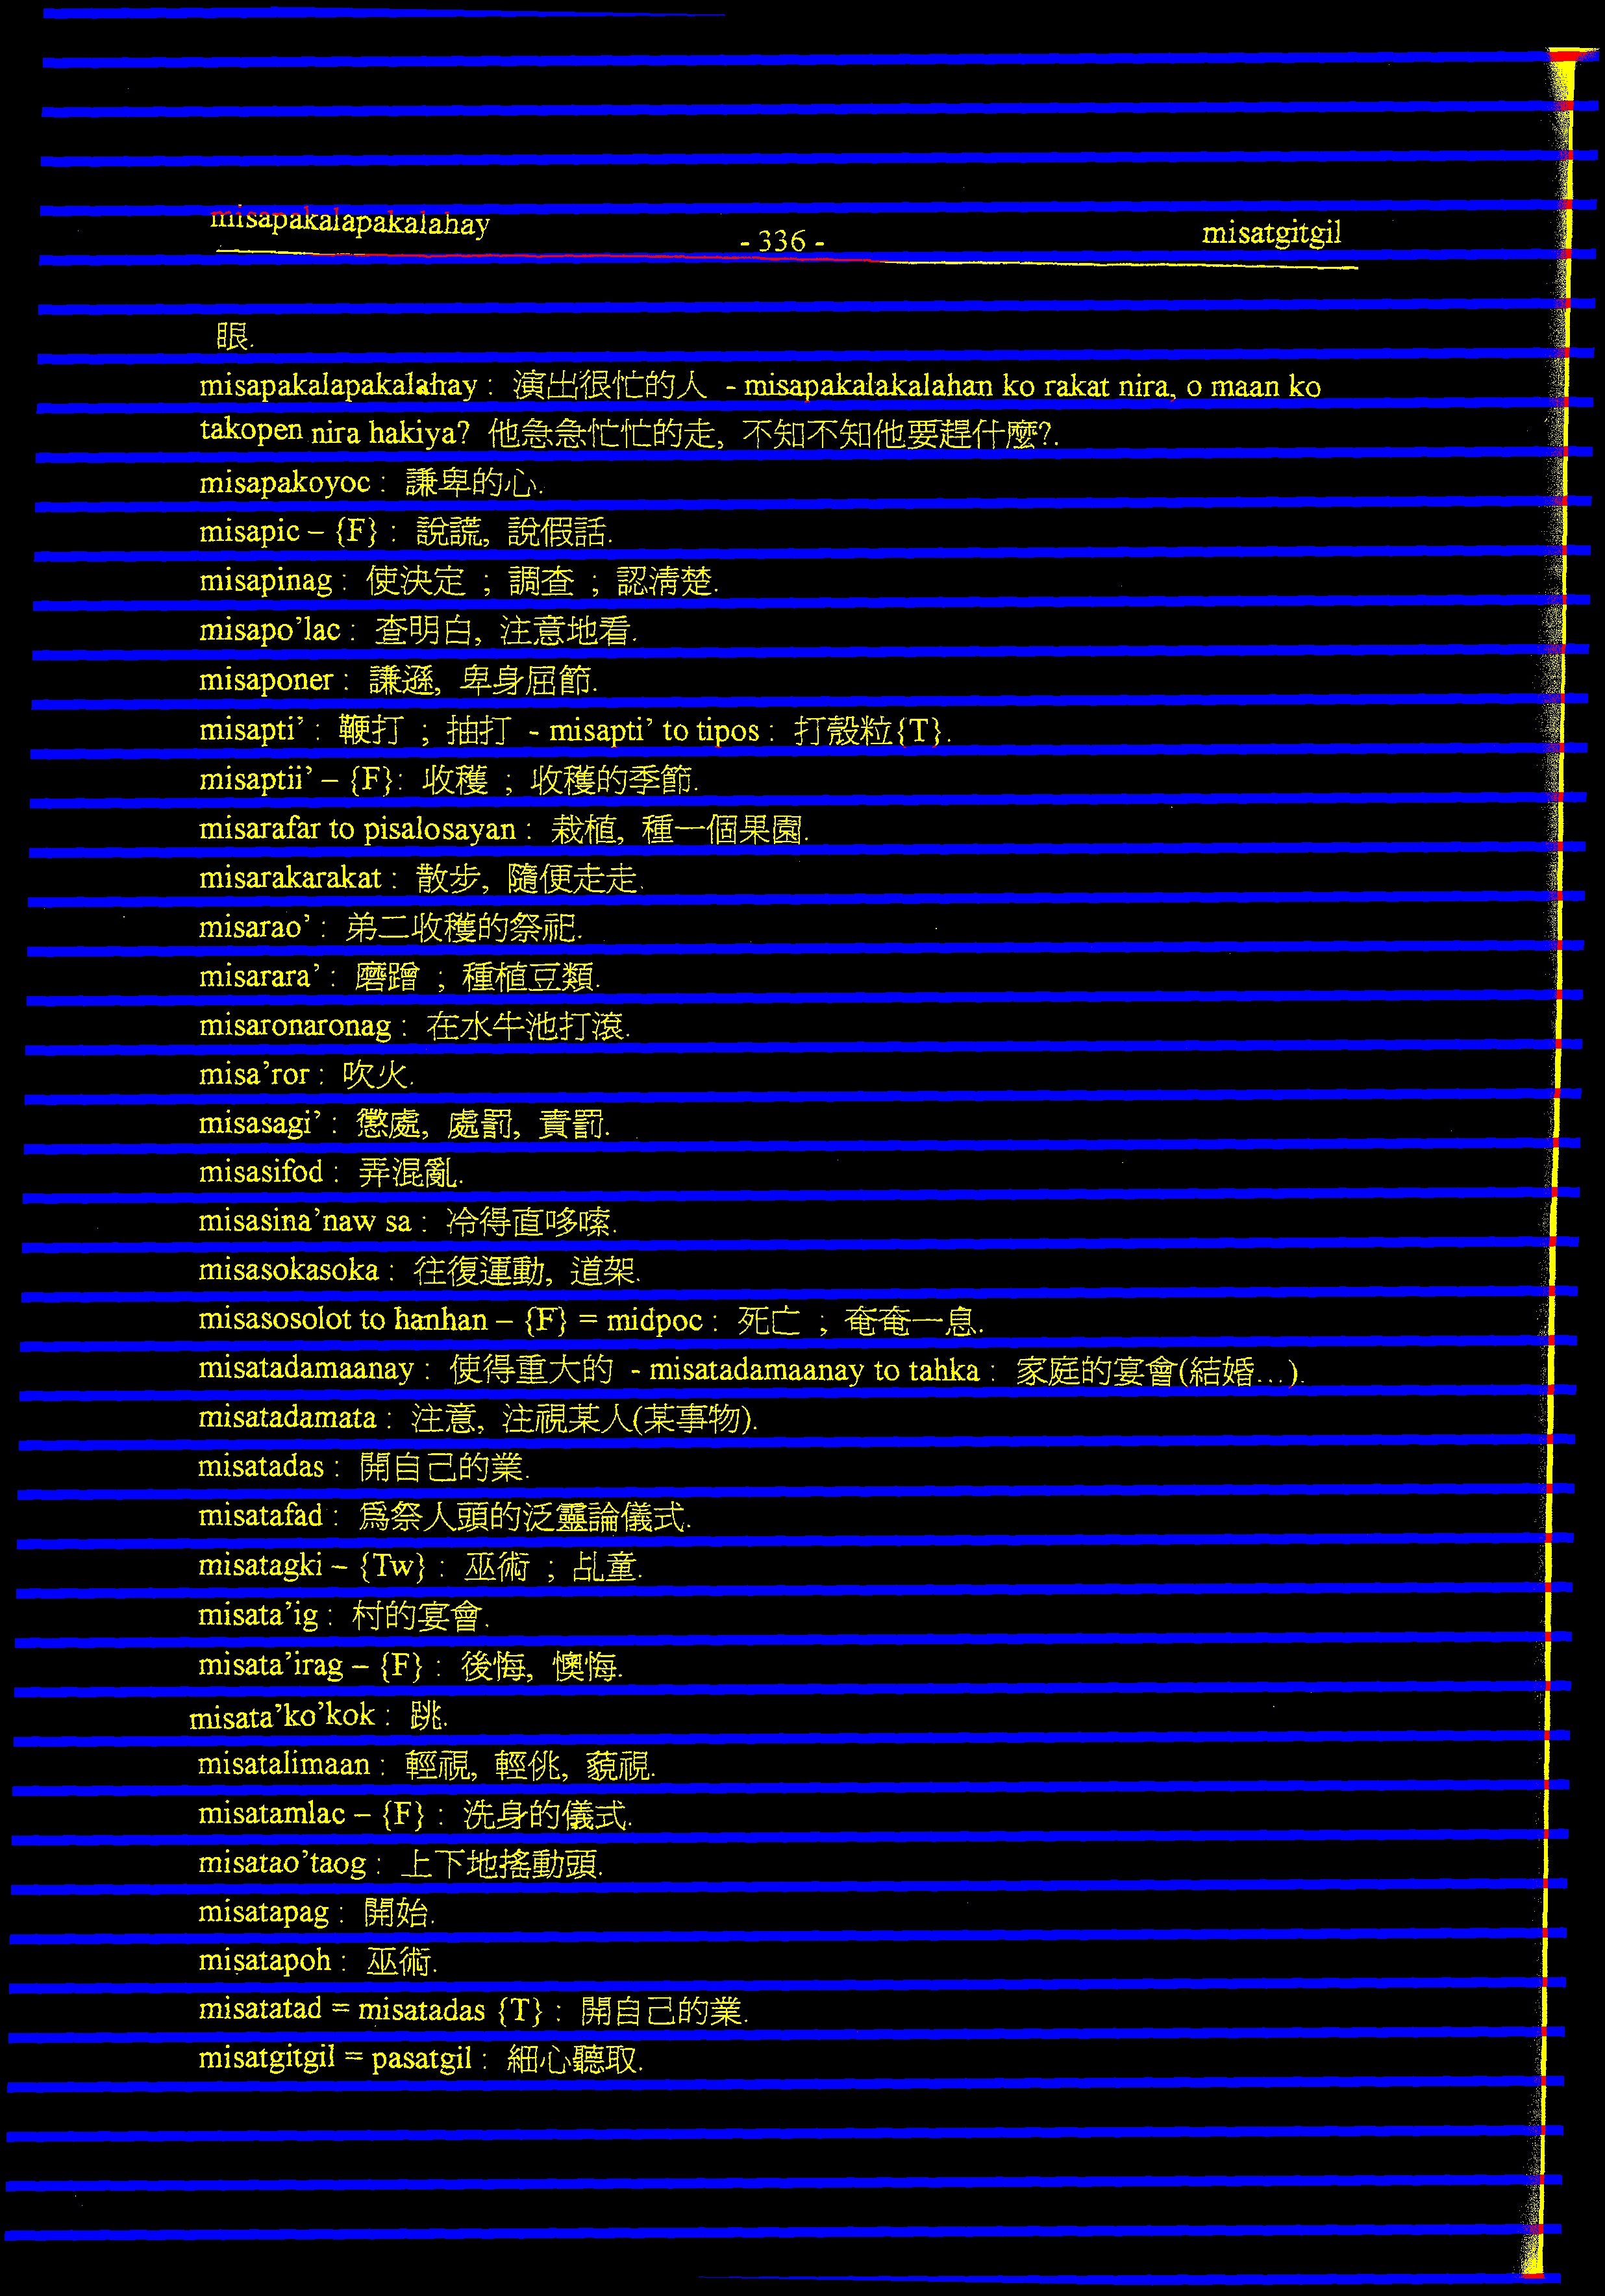 misapakalapakalahay - 336 - misatgitgil
眼.
misapakalapakalahay : 演出很忙的人 - misapakalakalahan ko rakat nira, o maan ko
takopen nira hakiya? 他急急忙忙的走, 不知不知他要趕什麼?.
misapakoyoc : 謙卑的心.
misapic – {F} : 說謊, 說假話.
misapinag : 使決定 ; 調查 ; 認清楚.
misapo’lac : 查明白, 注意地看.
misaponer : 謙遜, 卑身屈節.
misapti’ : 鞭打 ; 抽打 - misapti’ to tipos : 打殼粒{T}.
misaptii’ – {F}: 收穫 ; 收穫的季節.
misarafar to pisalosayan : 栽植, 種一個果園.
misarakarakat : 散步, 隨便走走.
misarao’ : 弟二收穫的祭祀.
misarara’ : 磨蹭 ; 種植豆類.
misaronaronag : 在水牛池打滾.
misa’ror : 吹火.
misasagi’ : 懲處, 處罰, 責罰.
misasifod : 弄混亂.
misasina’naw sa : 冷得直哆嗦.
misasokasoka : 往復運動, 道架.
misasosolot to hanhan – {F} = midpoc : 死亡 ; 奄奄一息.
misatadamaanay : 使得重大的 - misatadamaanay to tahka : 家庭的宴會(結婚...).
misatadamata : 注意, 注視某人(某事物).
misatadas : 開自己的業.
misatafad : 為祭人頭的泛靈論儀式.
misatagki – {Tw} : 巫術 ; 乩童.
misata’ig : 村的宴會.
misata’irag – {F} : 後悔, 懊悔.
misata’ko’kok : 跳.
misatalimaan : 輕視, 輕佻, 藐視.
misatamlac – {F} : 洗身的儀式.
misatao’taog : 上下地搖動頭.
misatapag : 開始.
misatapoh : 巫術.
misatatad = misatadas {T} : 開自己的業.
misatgitgil = pasatgil : 細心聽取.